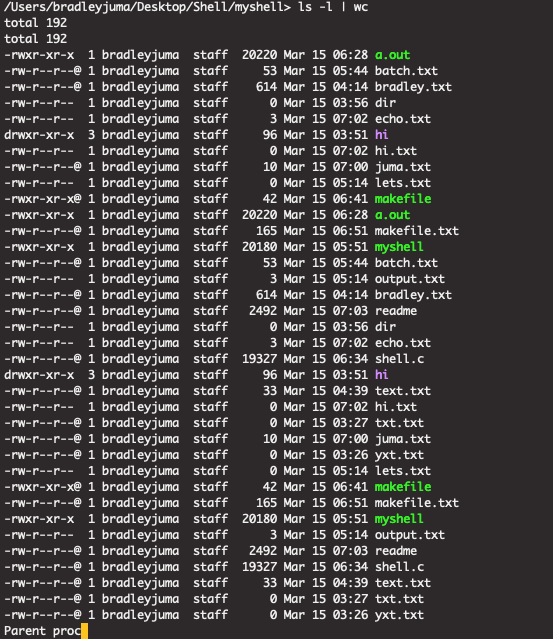 /Users/bradleyjuma/Desktop/Shell/myshell> ls -l | wc
total 192
total 192
-rwxr-xr-x  1 bradleyjuma  staff  20220 Mar 15 06:28 a.out
-rw-r--r--@ 1 bradleyjuma  staff     53 Mar 15 05:44 batch.txt
-rw-r--r--@ 1 bradleyjuma  staff    614 Mar 15 04:14 bradley.txt
-rw-r--r--  1 bradleyjuma  staff      0 Mar 15 03:56 dir
-rw-r--r--  1 bradleyjuma  staff      3 Mar 15 07:02 echo.txt
drwxr-xr-x  3 bradleyjuma  staff     96 Mar 15 03:51 hi
-rw-r--r--  1 bradleyjuma  staff      0 Mar 15 07:02 hi.txt
-rw-r--r--@ 1 bradleyjuma  staff     10 Mar 15 07:00 juma.txt
-rw-r--r--  1 bradleyjuma  staff      0 Mar 15 05:14 lets.txt
-rwxr-xr-x@ 1 bradleyjuma  staff     42 Mar 15 06:41 makefile
-rwxr-xr-x  1 bradleyjuma  staff  20220 Mar 15 06:28 a.out
-rw-r--r--@ 1 bradleyjuma  staff    165 Mar 15 06:51 makefile.txt
-rwxr-xr-x  1 bradleyjuma  staff  20180 Mar 15 05:51 myshell
-rw-r--r--@ 1 bradleyjuma  staff     53 Mar 15 05:44 batch.txt
-rw-r--r--  1 bradleyjuma  staff      3 Mar 15 05:14 output.txt
-rw-r--r--@ 1 bradleyjuma  staff    614 Mar 15 04:14 bradley.txt
-rw-r--r--@ 1 bradleyjuma  staff   2492 Mar 15 07:03 readme
-rw-r--r--  1 bradleyjuma  staff      0 Mar 15 03:56 dir
-rw-r--r--  1 bradleyjuma  staff      3 Mar 15 07:02 echo.txt
-rw-r--r--@ 1 bradleyjuma  staff  19327 Mar 15 06:34 shell.c
drwxr-xr-x  3 bradleyjuma  staff     96 Mar 15 03:51 hi
-rw-r--r--@ 1 bradleyjuma  staff     33 Mar 15 04:39 text.txt
-rw-r--r--  1 bradleyjuma  staff      0 Mar 15 07:02 hi.txt
-rw-r--r--@ 1 bradleyjuma  staff      0 Mar 15 03:27 txt.txt
-rw-r--r--@ 1 bradleyjuma  staff     10 Mar 15 07:00 juma.txt
-rw-r--r--@ 1 bradleyjuma  staff      0 Mar 15 03:26 yxt.txt
-rw-r--r--  1 bradleyjuma  staff      0 Mar 15 05:14 lets.txt
-rwxr-xr-x@ 1 bradleyjuma  staff     42 Mar 15 06:41 makefile
-rw-r--r--@ 1 bradleyjuma  staff    165 Mar 15 06:51 makefile.txt
-rwxr-xr-x  1 bradleyjuma  staff  20180 Mar 15 05:51 myshell
-rw-r--r--  1 bradleyjuma  staff      3 Mar 15 05:14 output.txt
-rw-r--r--@ 1 bradleyjuma  staff   2492 Mar 15 07:03 readme
-rw-r--r--@ 1 bradleyjuma  staff  19327 Mar 15 06:34 shell.c
-rw-r--r--@ 1 bradleyjuma  staff     33 Mar 15 04:39 text.txt
-rw-r--r--@ 1 bradleyjuma  staff      0 Mar 15 03:27 txt.txt
-rw-r--r--@ 1 bradleyjuma  staff      0 Mar 15 03:26 yxt.txt
Parent proc